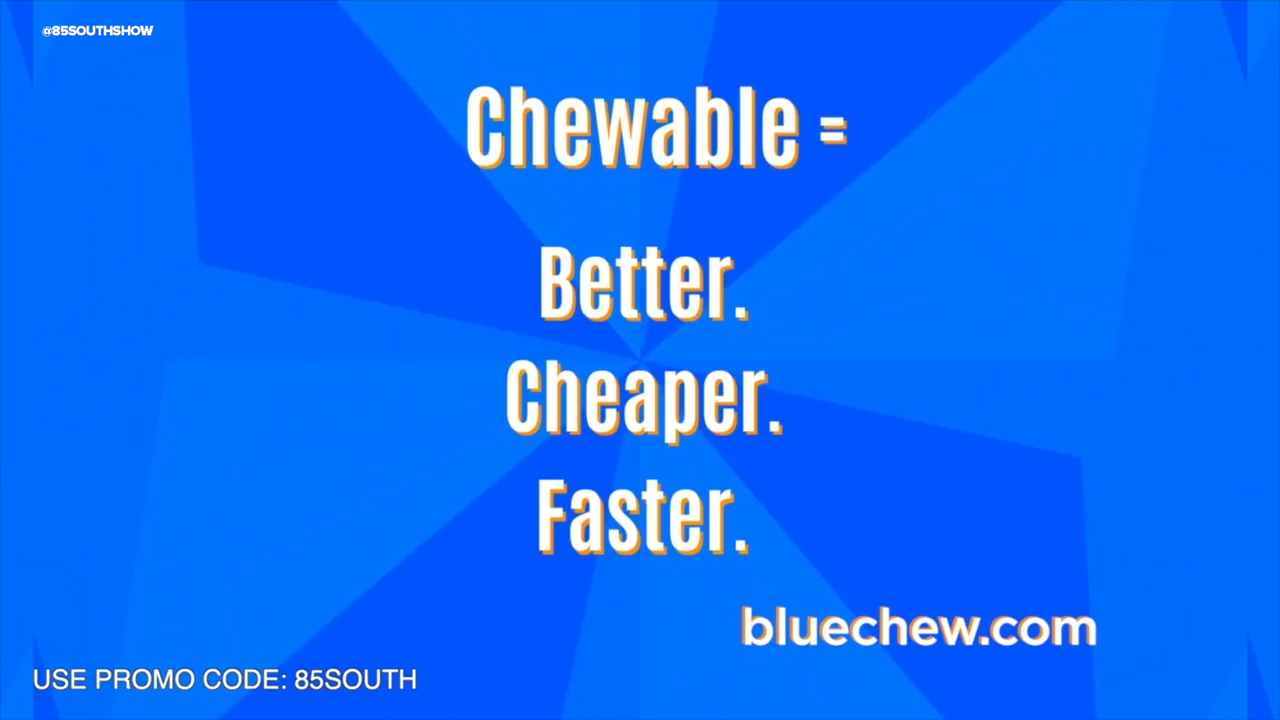 @85SOUTHSHOW
Chewable =
Better.
Cheaper.
Faster.
bluechew.com
USE PROMO CODE: 85SOUTH